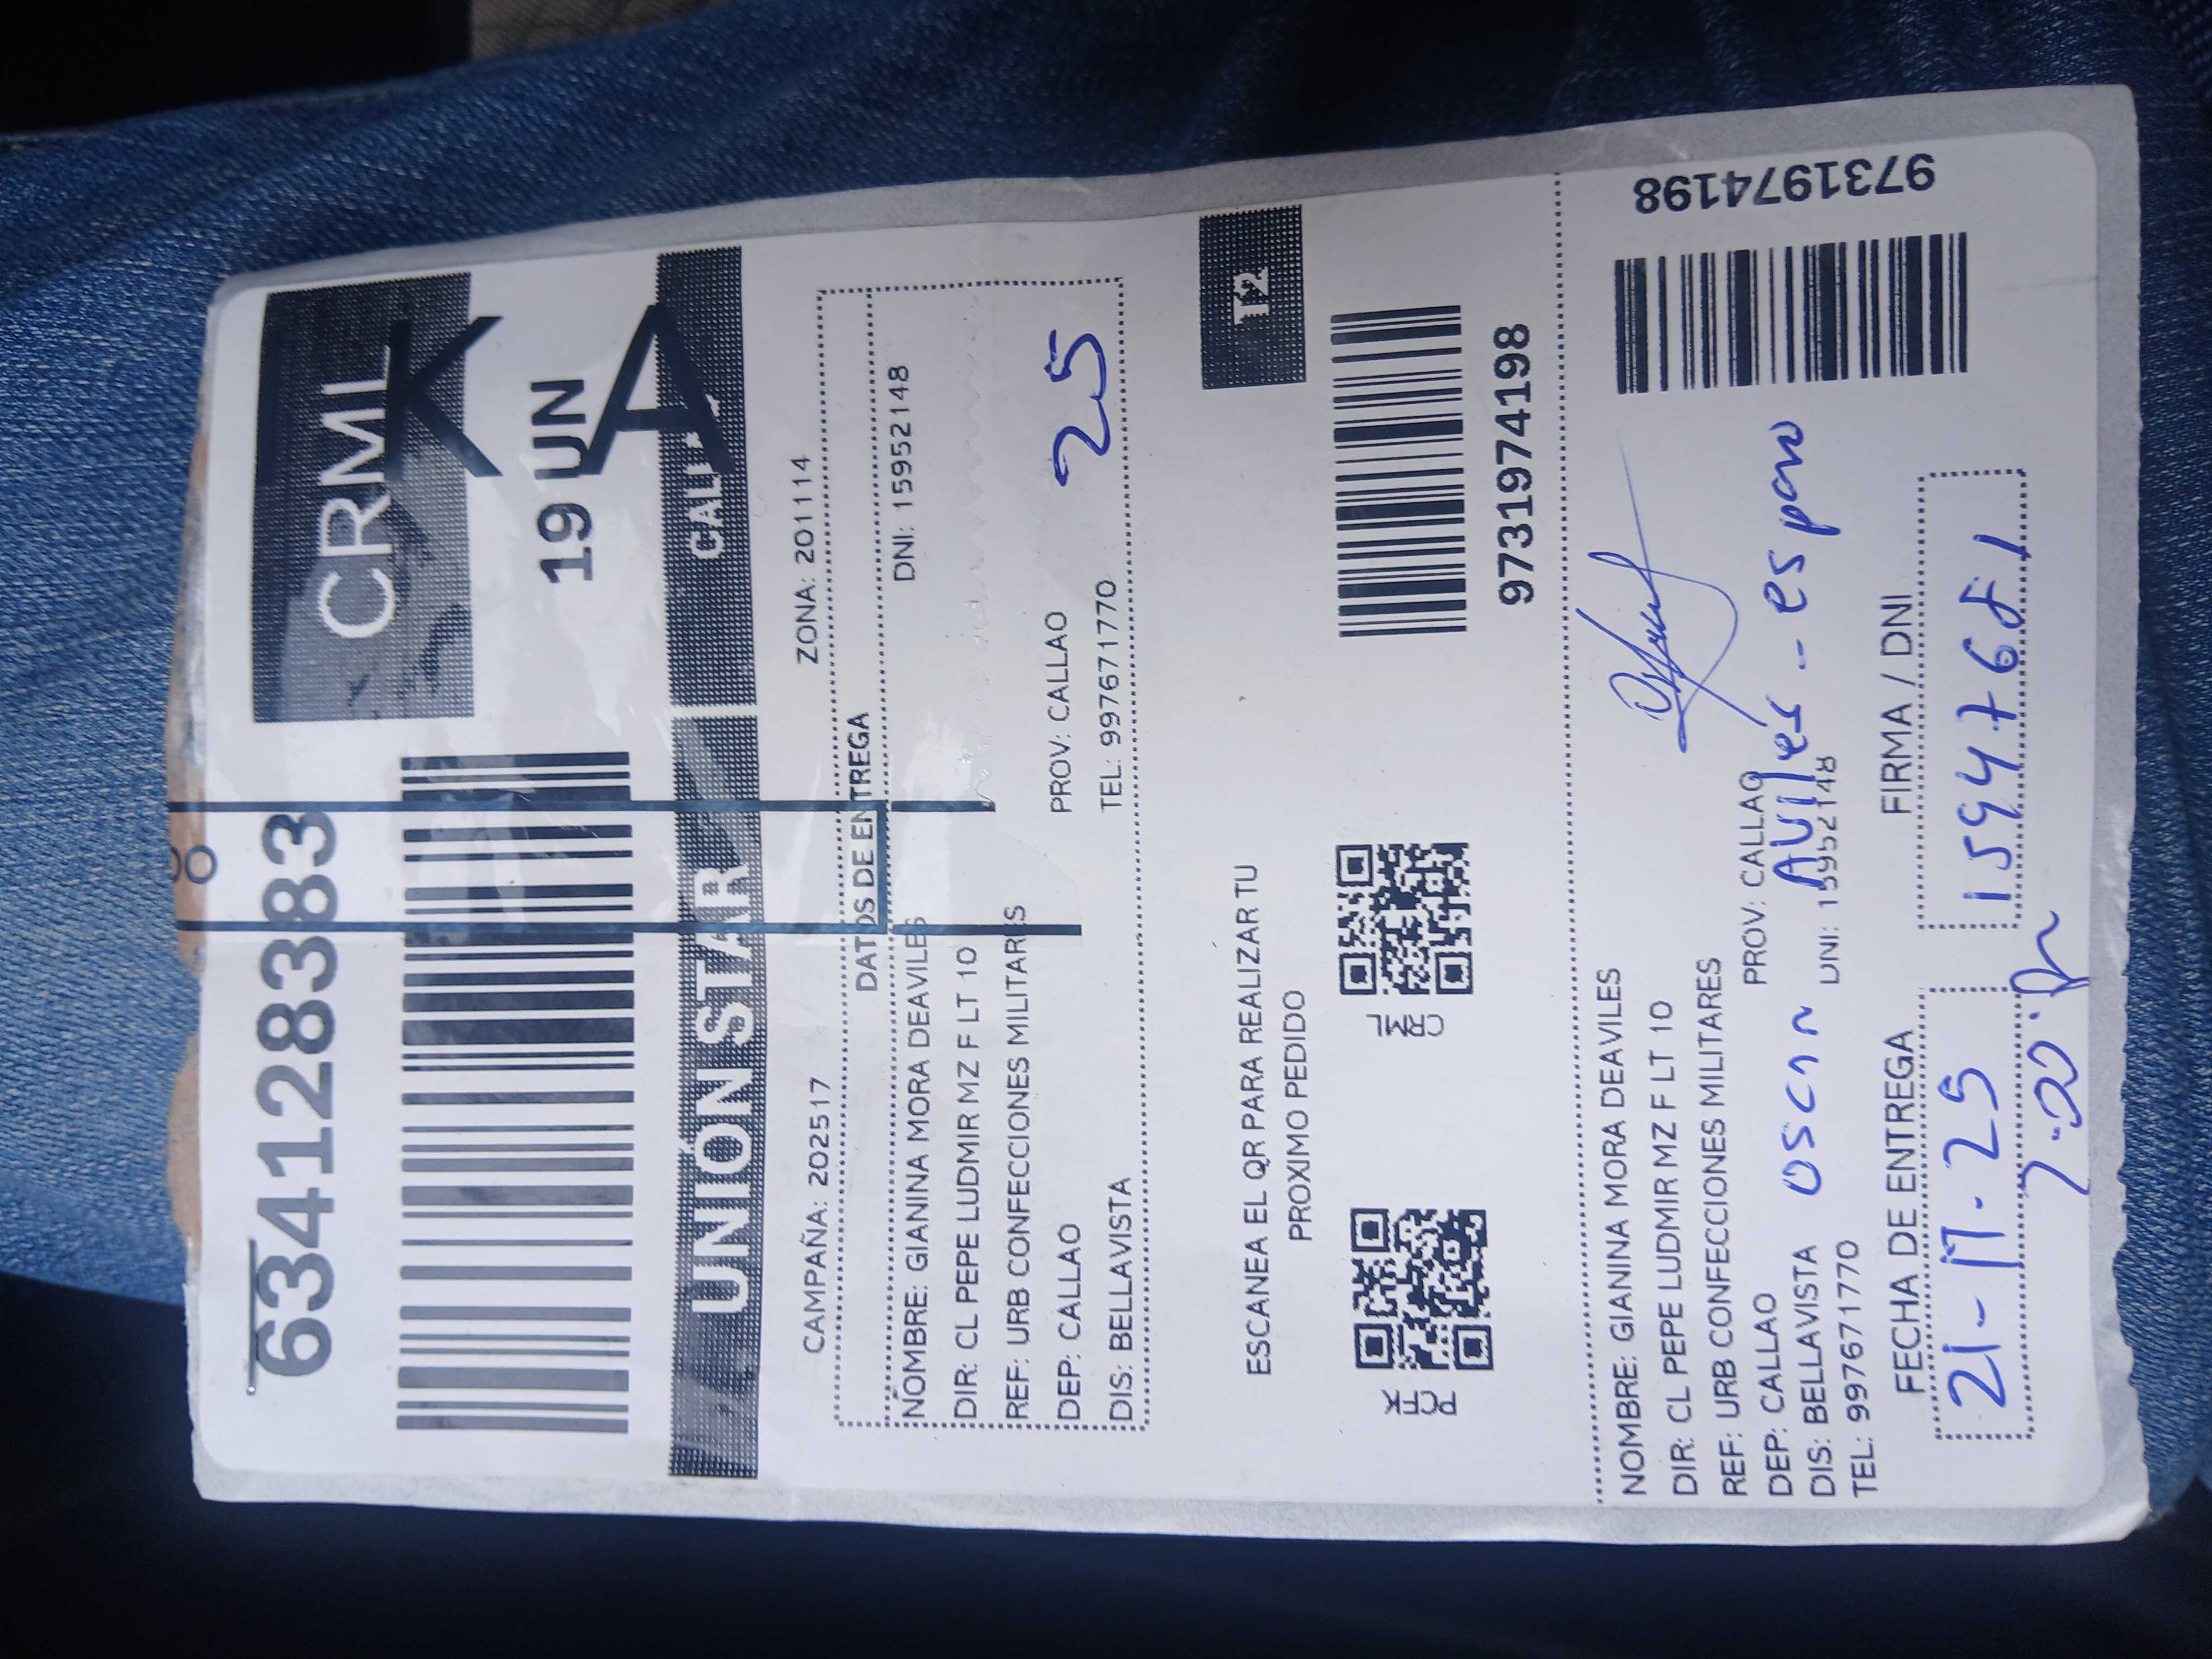 6341283383
CRML
19 UN
K
A
UNIÓN STAR
CAMPAÑA: 202517
ZONA: 201114
DATOS DE ENTREGA
NOMBRE: GIANINA MORA DEAVILES
DNI: 15952148
DIR: CL PEPE LUDMIR MZ F LT 10
REF: URB CONFECCIONES MILITARES
DEP: CALLAO
PROV: CALLAO
DIS: BELLAVISTA
TEL: 997671770
25
12
ESCANEA EL QR PARA REALIZAR TU
PROXIMO PEDIDO
PCFK
CRML
9731974198
9731974198
NOMBRE: GIANINA MORA DEAVILES
DIR: CL PEPE LUDMIR MZ F LT 10
REF: URB CONFECCIONES MILITARES
DEP: CALLAO
PROV: CALLAO
DIS: BELLAVISTA
OSCAR Avilés -- esposo
TEL: 997671770
DNI: 15952148
FECHA DE ENTREGA
FIRMA / DNI
21-11-25